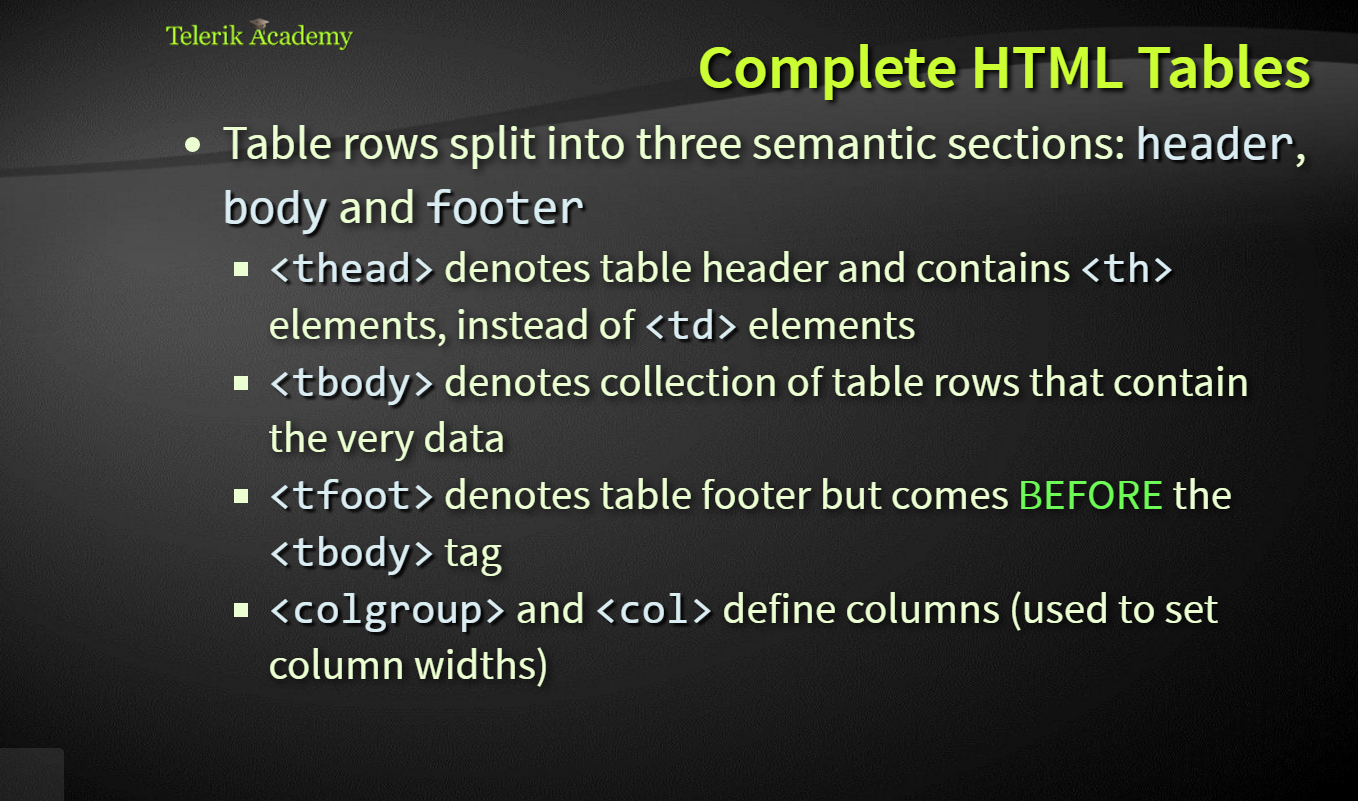 Telerik Academy
Complete HTML Tables
• Table rows split into three semantic sections: header,
body and footer
▪ <thead> denotes table header and contains <th>
elements, instead of <td> elements
▪ <tbody> denotes collection of table rows that contain
the very data
▪ <tfoot> denotes table footer but comes BEFORE the
<tbody> tag
▪ <colgroup> and <col> define columns (used to set
column widths)